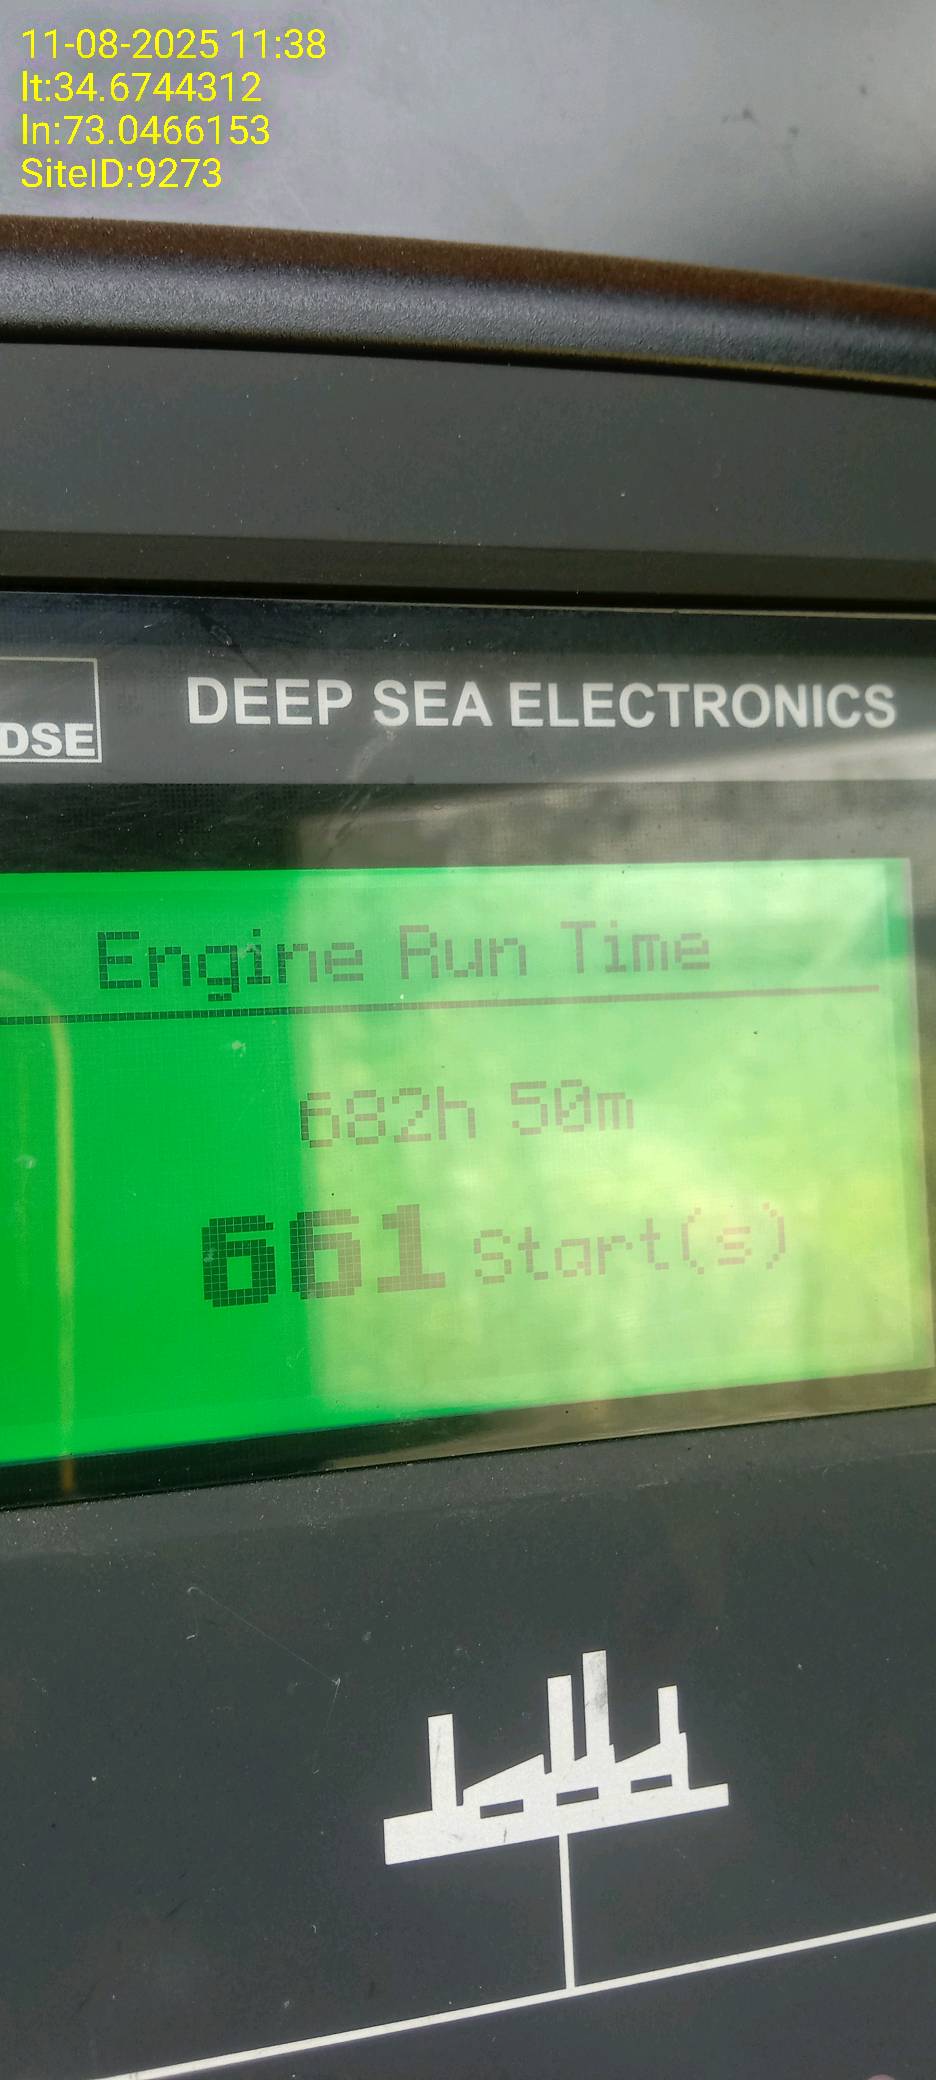 11-08-2025 11:38
lt:34.6744312
ln:73.0466153
SiteID:9273
DSE
DEEP SEA ELECTRONICS
Engine Run Time
682h 50m
661 Start(s)